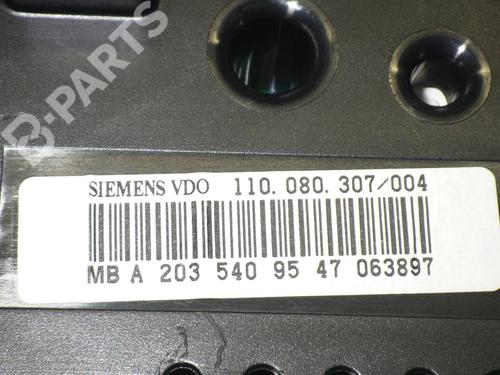 B-PARTS
SIEMENS VDO 110.080.307/004
MB A 203 540 95 47 063897